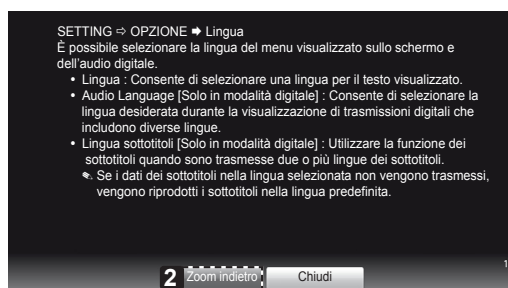 SETTING ⇨ OPZIONE ➡ Lingua
È possibile selezionare la lingua del menu visualizzato sullo schermo e
dell'audio digitale.
• Lingua : Consente di selezionare una lingua per il testo visualizzato.
• Audio Language [Solo in modalità digitale] : Consente di selezionare la
lingua desiderata durante la visualizzazione di trasmissioni digitali che
includono diverse lingue.
• Lingua sottotitoli [Solo in modalità digitale] : Utilizzare la funzione dei
sottotitoli quando sono trasmesse due o più lingue dei sottotitoli.
✎ Se i dati dei sottotitoli nella lingua selezionata non vengono trasmessi,
vengono riprodotti i sottotitoli nella lingua predefinita.
1
2 Zoom indietro Chiudi